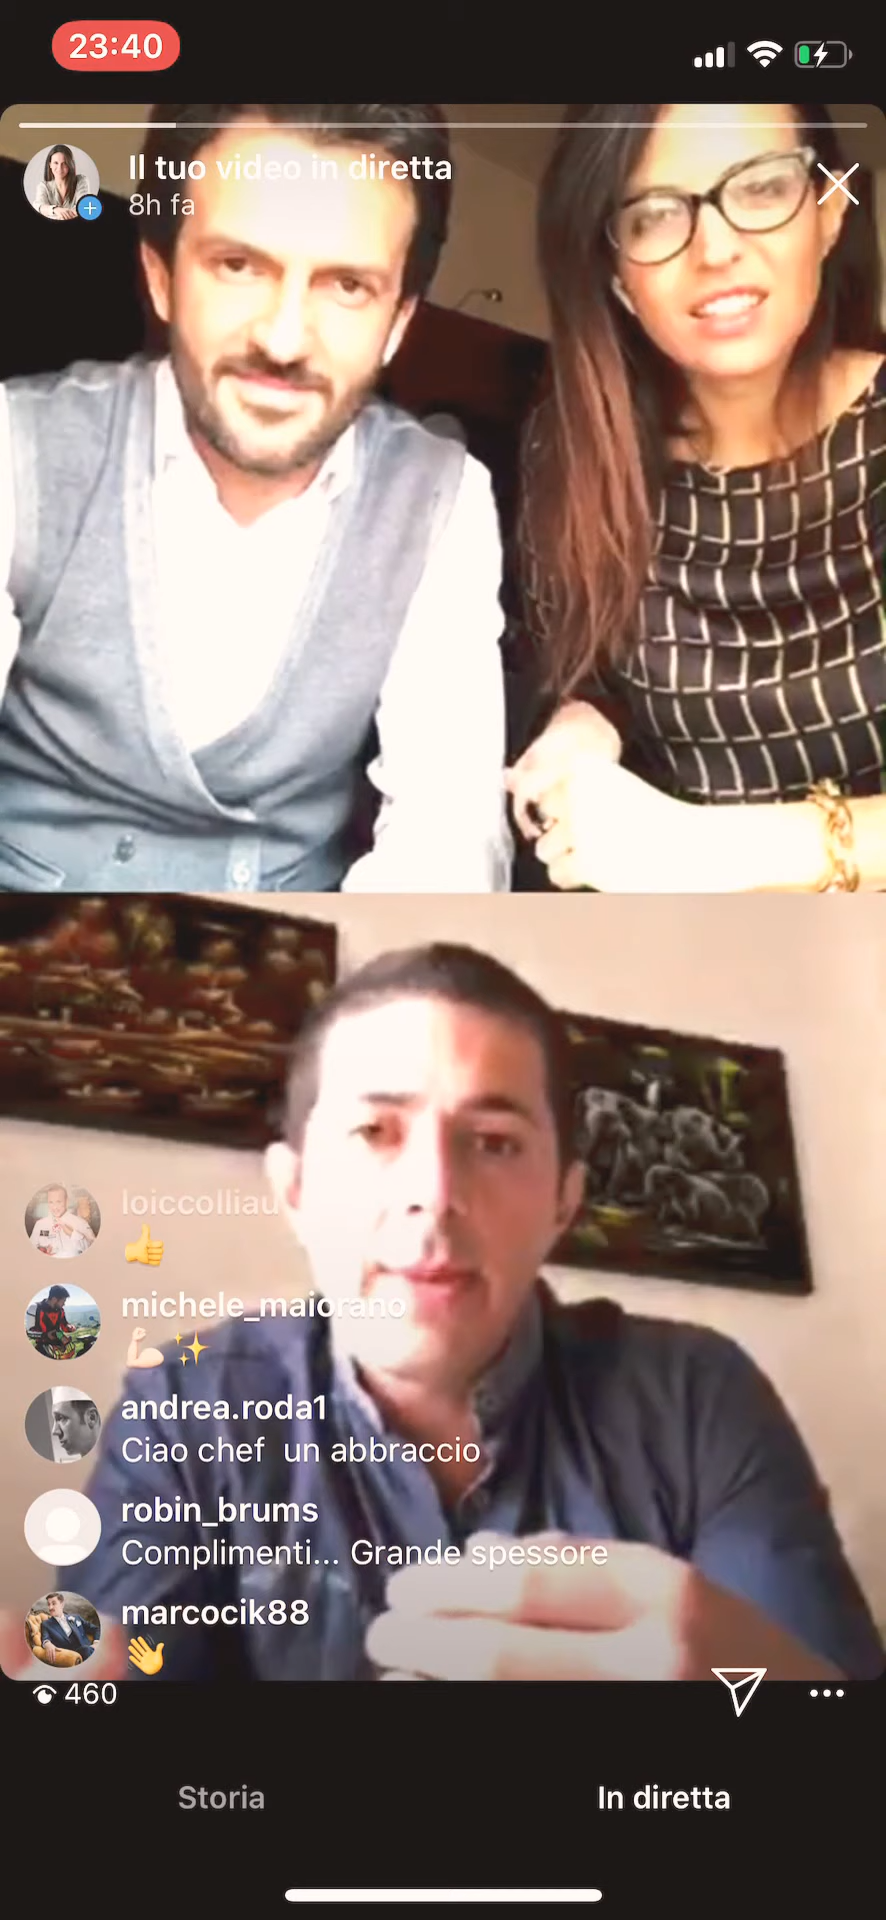 23:40
Il tuo video in diretta
8h fa
loiccolliau
👍
michele_maiorano
💪🏻✨
andrea.roda1
Ciao chef un abbraccio
robin_brums
Complimenti... Grande spessore
marcocik88
👋
460
Storia
In diretta